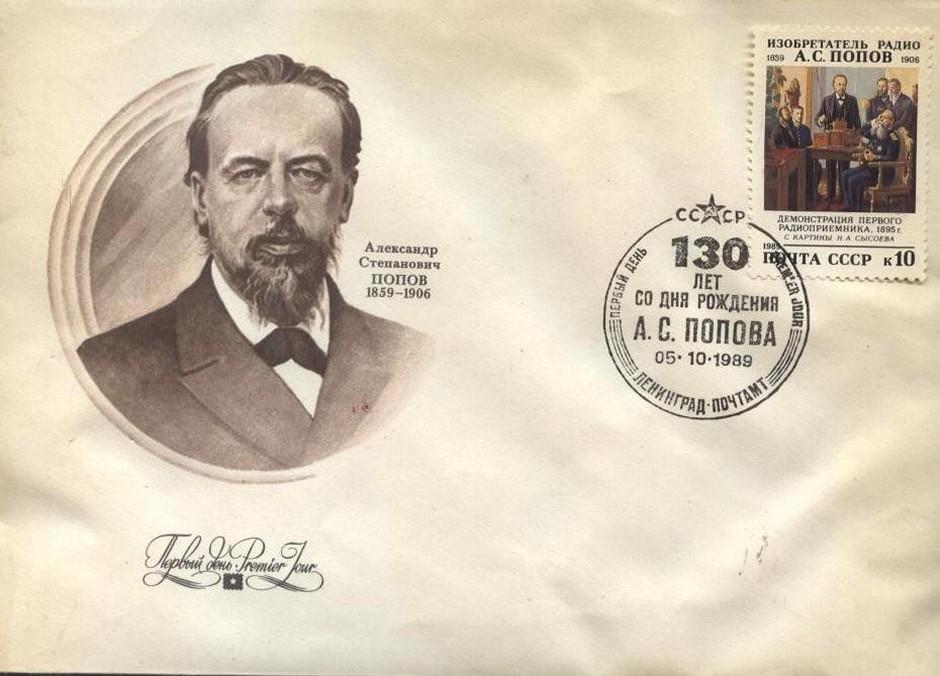 Александр
Степанович
ПОПОВ
1859–1906
Первый день·Premier Jour
ИЗОБРЕТАТЕЛЬ РАДИО
1859 А.С. ПОПОВ 1906
ДЕМОНСТРАЦИЯ ПЕРВОГО
РАДИОПРИЕМНИКА, 1895 г.
С КАРТИНЫ Н.А. СЫСОЕВА
1989
ПОЧТА СССР к10
СССР
ПЕРВЫЙ ДЕНЬ
PREMIER JOUR
130
ЛЕТ
СО ДНЯ РОЖДЕНИЯ
А.С. ПОПОВА
05·10·1989
ЛЕНИНГРАД·ПОЧТАМТ